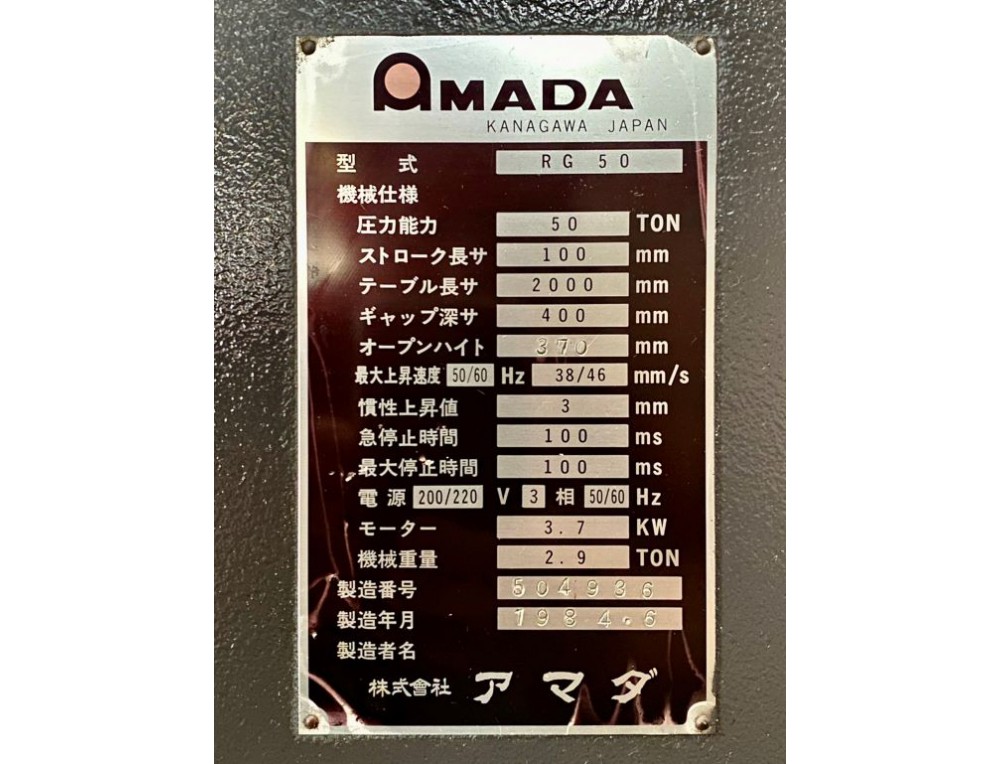 AMADA
KANAGAWA JAPAN
型式 RG 50
機械仕様
圧力能力 50 TON
ストローク長サ 100 mm
テーブル長サ 2000 mm
ギャップ深サ 400 mm
オープンハイト 370 mm
最大上昇速度 50/60 Hz 38/46 mm/s
慣性上昇値 3 mm
急停止時間 100 ms
最大停止時間 100 ms
電源 200/220 V 3 相 50/60 Hz
モーター 3.7 KW
機械重量 2.9 TON
製造番号 504936
製造年月 1984.6
製造者名
株式會社 アマダ